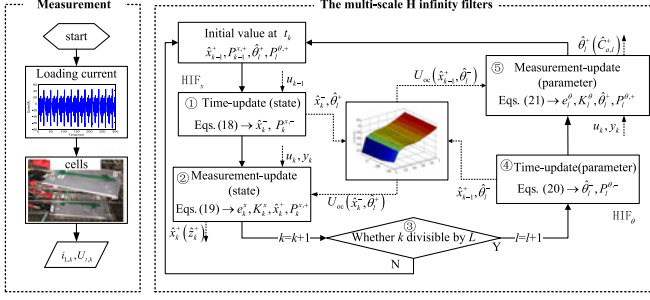 Measurement
start
Loading current
cells
i_{L,k}, U_{t,k}
The multi-scale H infinity filters
Initial value at t_k
x̂⁺_{k-1}, P^{x,+}_{k-1}, θ̂⁺_l, P^{θ,+}_l
HIF_x
u_{k-1}
① Time-update (state)
Eqs. (18)→ x̂⁻_k, P^{x,-}_k
x̂⁻_k, θ̂⁺_l
u_k, y_k
② Measurement-update
(state)
Eqs. (19)→ e^x_k, K^x_k, x̂⁺_k, P^{x,+}_k
x̂⁺_k (ẑ⁺_k)
U_oc(x̂⁺_{k-1}, θ̂⁻_l)
U_oc(x̂⁻_k, θ̂⁺_l)
k=k+1
③
Whether k divisible by L
N
Y
l=l+1
x̂⁺_{k-1}, θ̂⁻_l
④ Time-update(parameter)
Eq. (20)→ θ̂⁻_l, P^{θ,-}_l
HIF_θ
u_k, y_k
⑤
Measurement-update
(parameter)
Eqs. (21)→ e^θ_l, K^θ_l, θ̂⁺_l, P^{θ,+}_l
θ̂⁺_l (Ĉ⁺_{a,l})